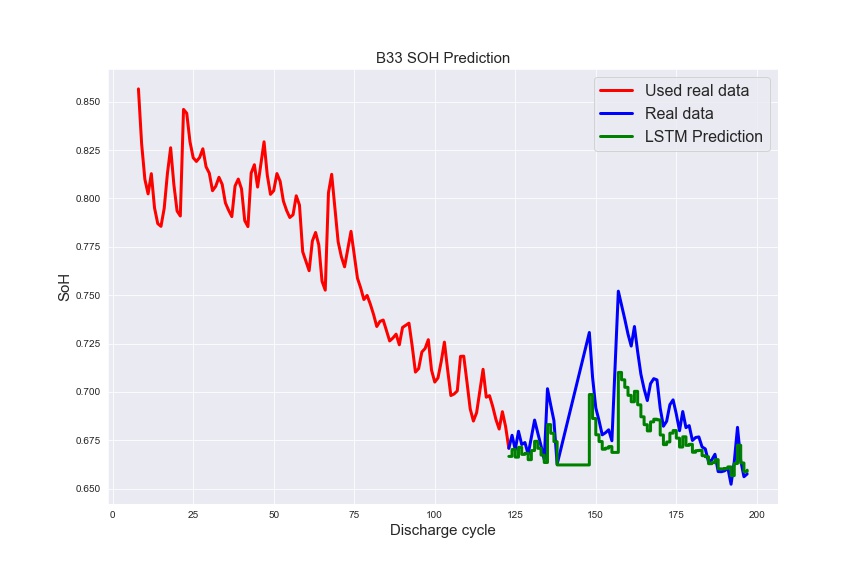 B33 SOH Prediction
Used real data
Real data
LSTM Prediction
0.850
0.825
0.800
0.775
0.750
0.725
0.700
0.675
0.650
SoH
0 25 50 75 100 125 150 175 200
Discharge cycle